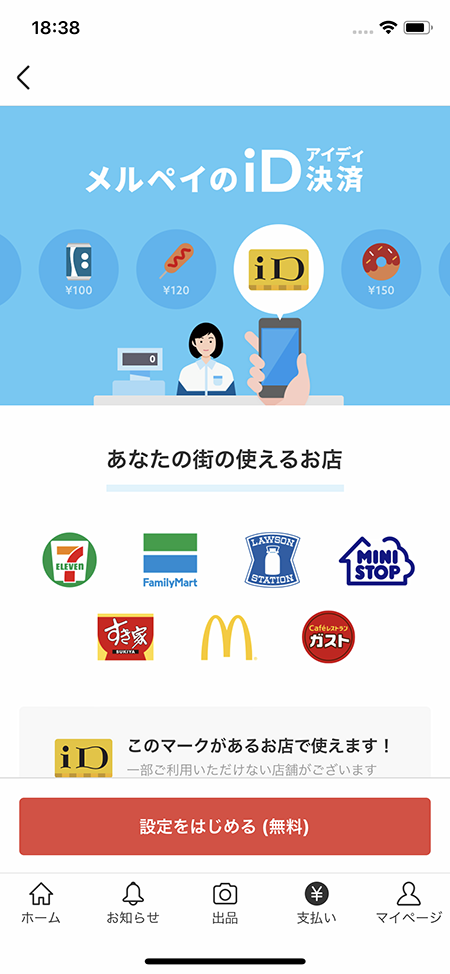 18:38
アイディ
メルペイのiD決済
¥100
¥120
iD
¥150
0
あなたの街の使えるお店
7
ELEVEN
FamilyMart
LAWSON
STATION
MINI
STOP
すき家
SUKIYA
M
Caféレストラン
ガスト
iD
このマークがあるお店で使えます！
一部ご利用いただけない店舗がございます
設定をはじめる (無料)
¥
ホーム
お知らせ
出品
支払い
マイページ